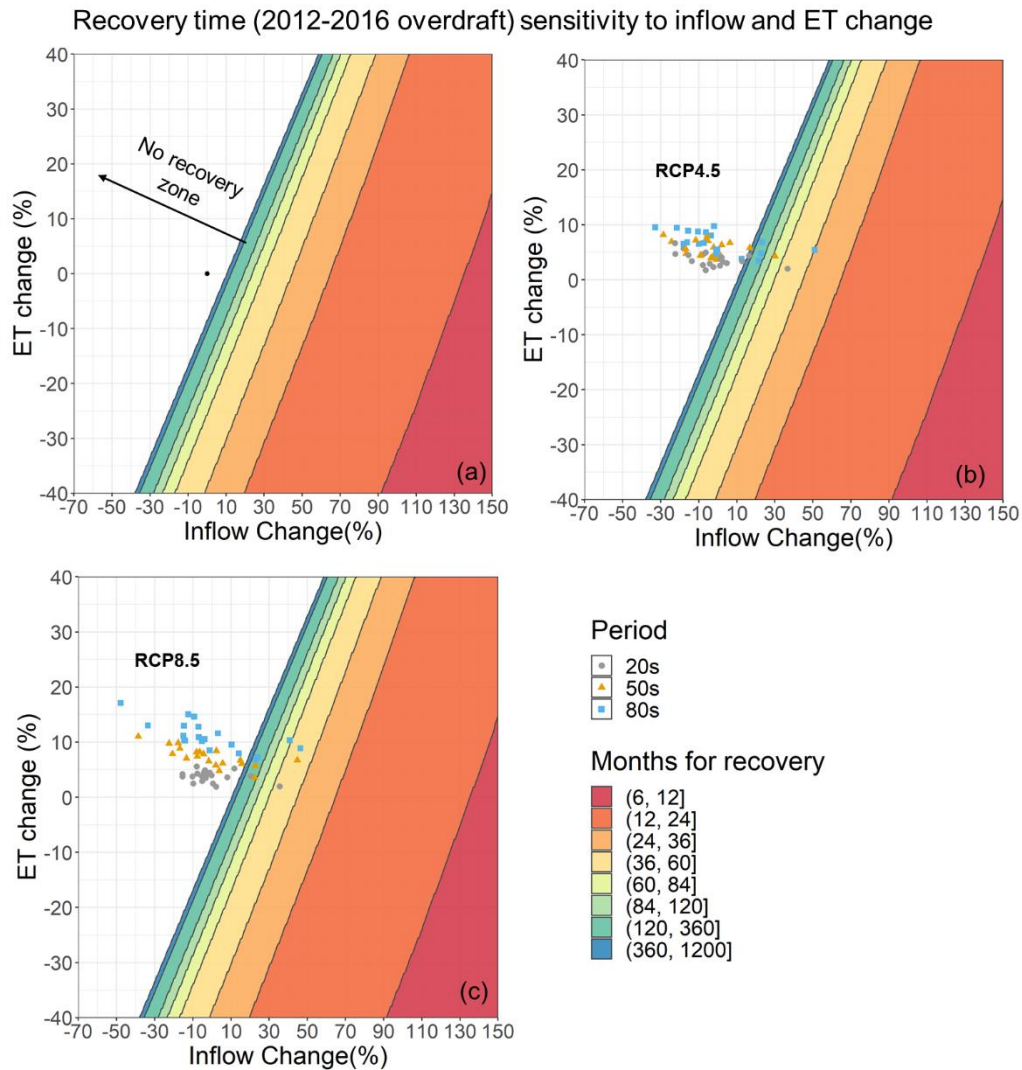 Recovery time (2012-2016 overdraft) sensitivity to inflow and ET change
40
30
20
10
0
-10
-20
-30
-40
ET change (%)
No recovery
zone
(a)
-70 -50 -30 -10 10 30 50 70 90 110 130 150
Inflow Change(%)
40
30
20
10
0
-10
-20
-30
-40
ET change (%)
RCP4.5
(b)
-70 -50 -30 -10 10 30 50 70 90 110 130 150
Inflow Change(%)
40
30
20
10
0
-10
-20
-30
-40
ET change (%)
RCP8.5
(c)
-70 -50 -30 -10 10 30 50 70 90 110 130 150
Inflow Change(%)
Period
20s
50s
80s
Months for recovery
(6, 12]
(12, 24]
(24, 36]
(36, 60]
(60, 84]
(84, 120]
(120, 360]
(360, 1200]